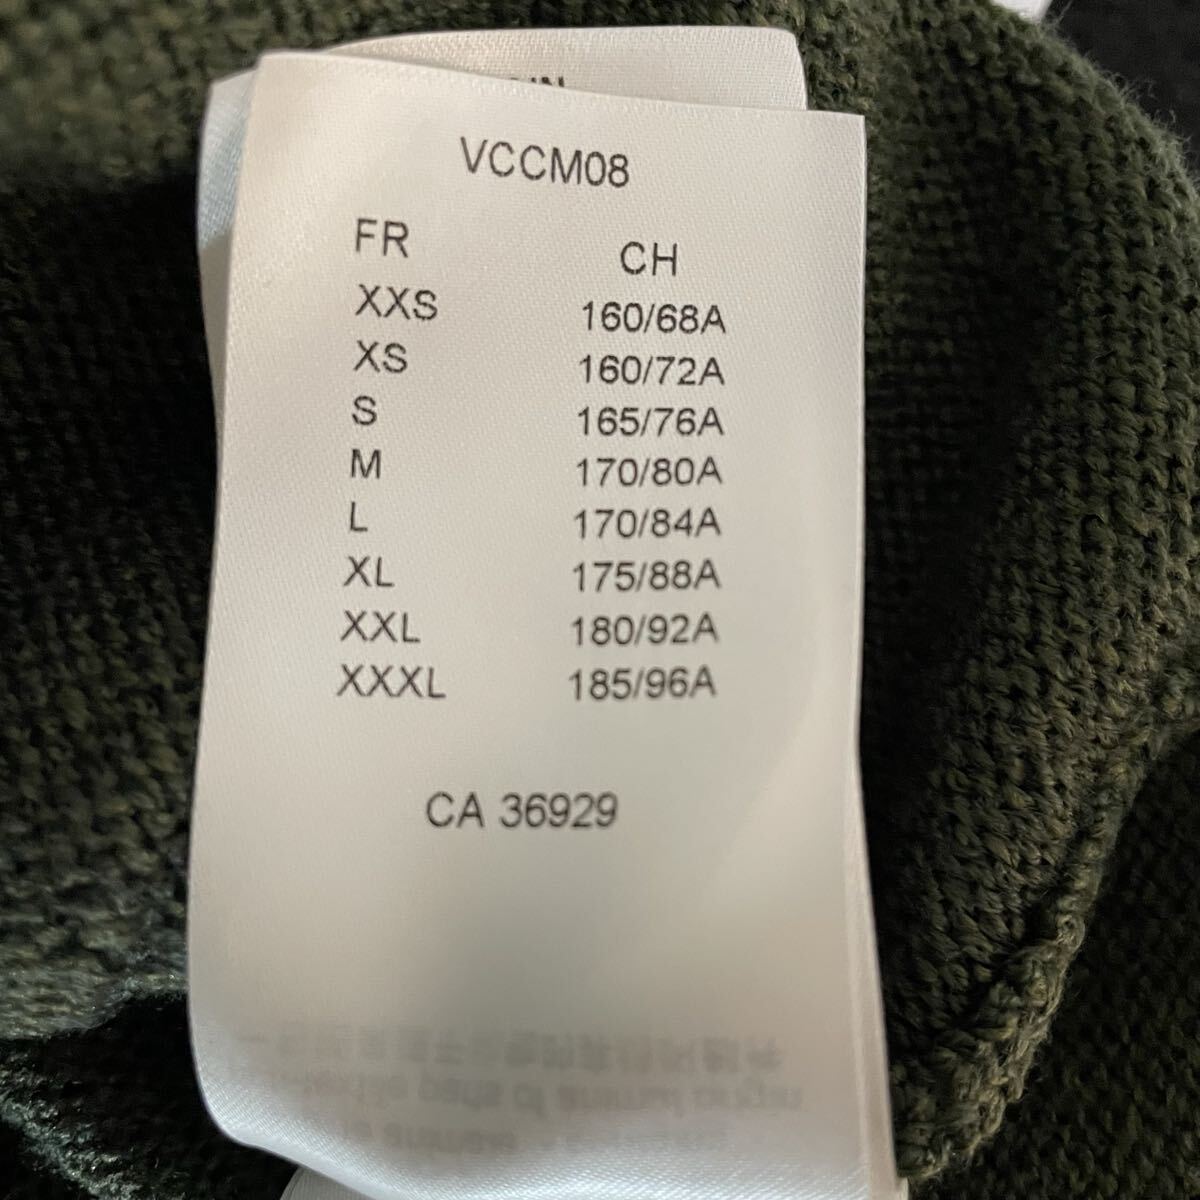 VCCM08
FR CH
XXS 160/68A
XS 160/72A
S 165/76A
M 170/80A
L 170/84A
XL 175/88A
XXL 180/92A
XXXL 185/96A
CA 36929